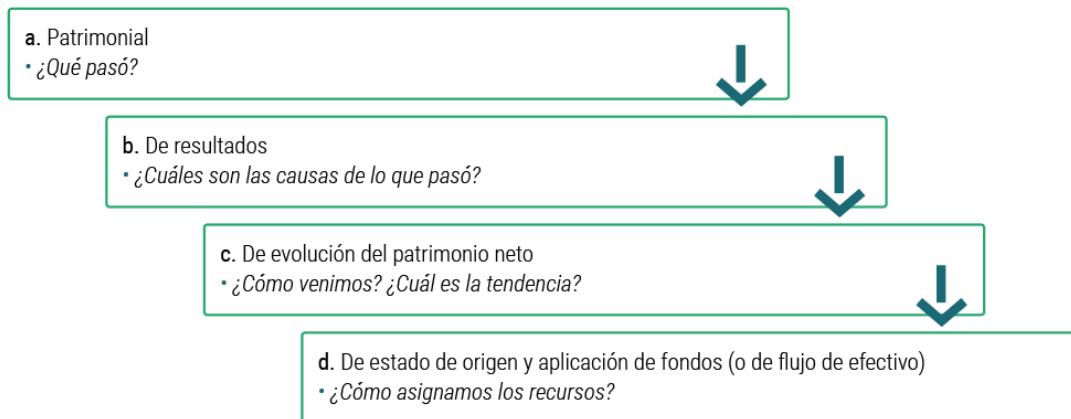 a. Patrimonial
• ¿Qué pasó?
b. De resultados
• ¿Cuáles son las causas de lo que pasó?
c. De evolución del patrimonio neto
• ¿Cómo venimos? ¿Cuál es la tendencia?
d. De estado de origen y aplicación de fondos (o de flujo de efectivo)
• ¿Cómo asignamos los recursos?